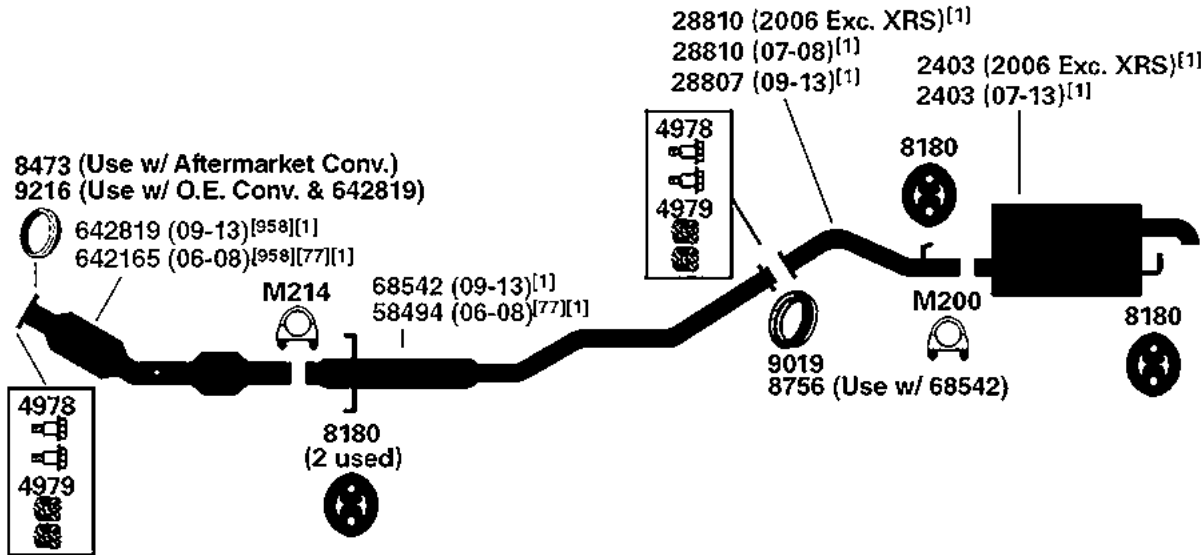 28810 (2006 Exc. XRS)[1]
28810 (07-08)[1]
28807 (09-13)[1]
2403 (2006 Exc. XRS)[1]
2403 (07-13)[1]
4978
4979
8180
8473 (Use w/ Aftermarket Conv.)
9216 (Use w/ O.E. Conv. & 642819)
642819 (09-13)[958][1]
642165 (06-08)[958][77][1]
M214
68542 (09-13)[1]
58494 (06-08)[77][1]
M200
8180
9019
8756 (Use w/ 68542)
4978
4979
8180
(2 used)